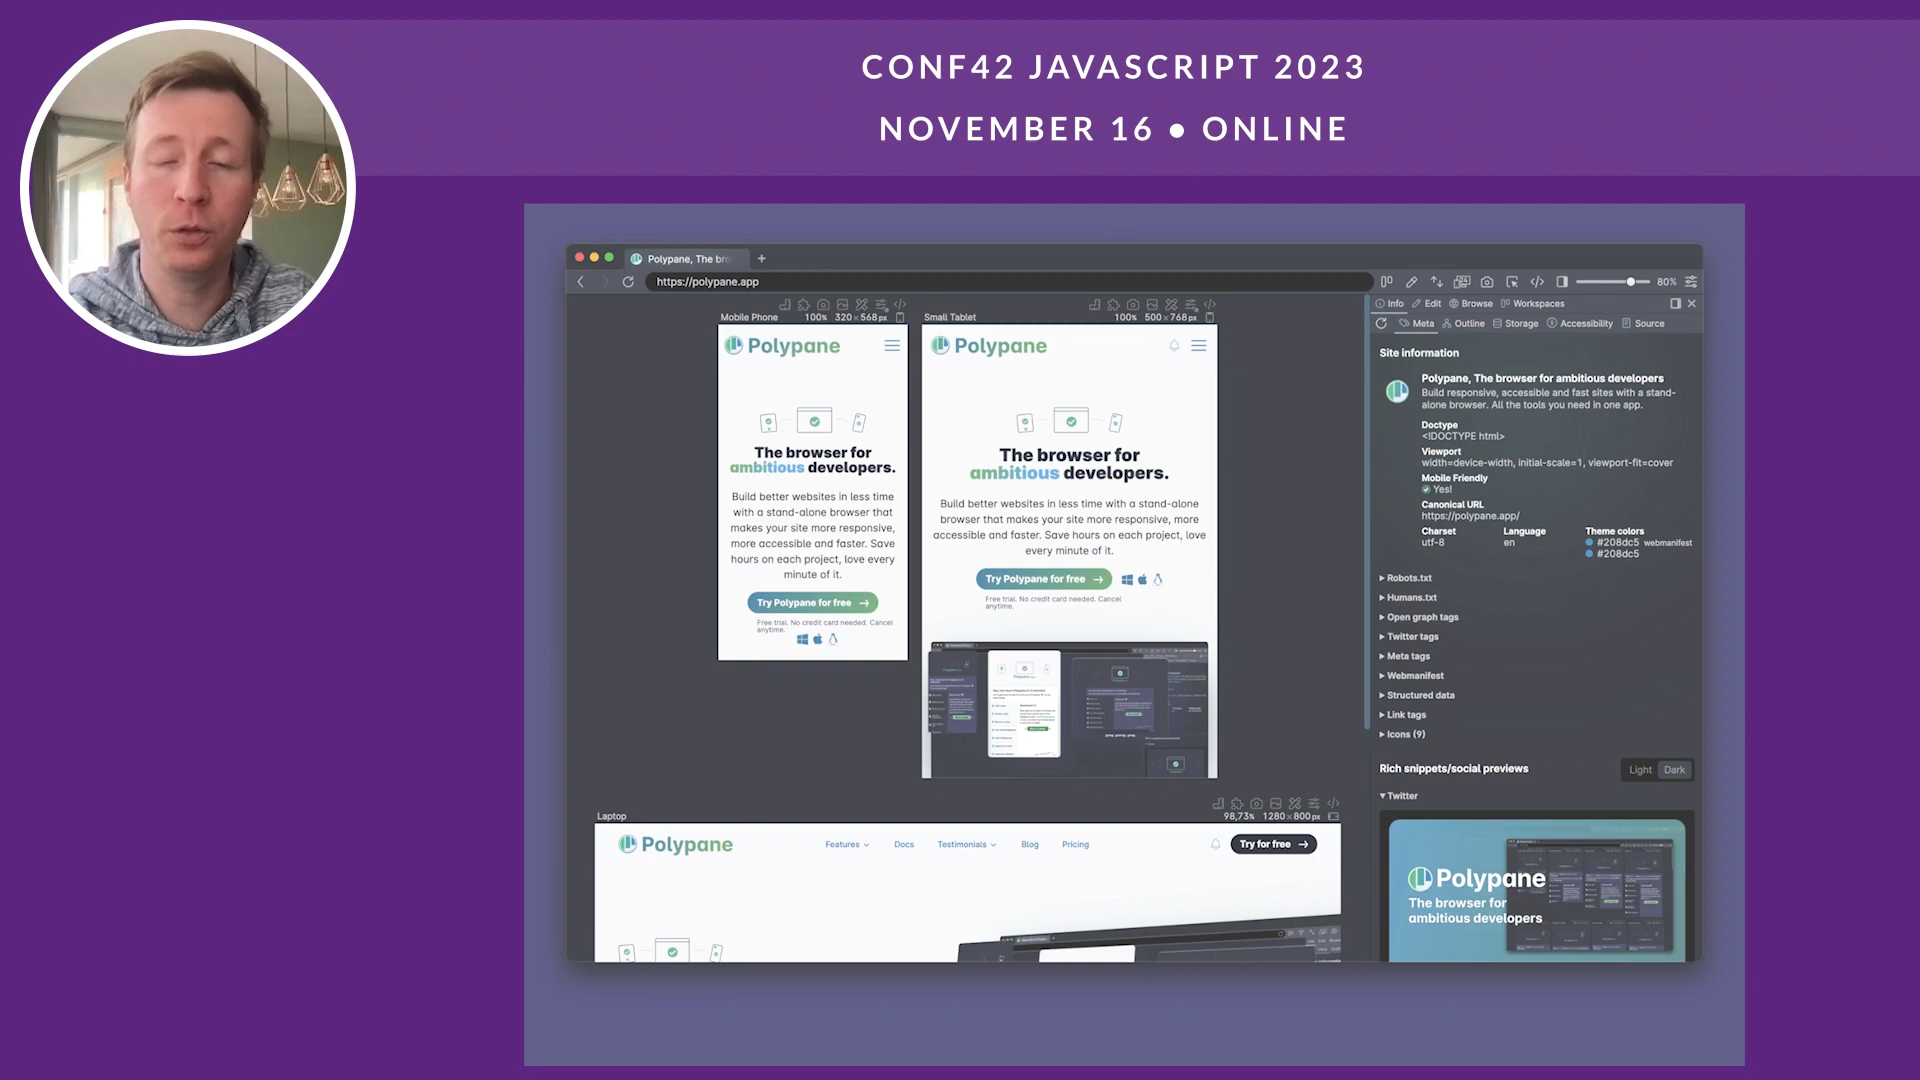 CONF42 JAVASCRIPT 2023
NOVEMBER 16 • ONLINE
Polypane, The bro
https://polypane.app
80%
Info Edit Browse Workspaces
Meta Outline Storage Accessibility Source
Mobile Phone 100% 320×568px
Polypane
The browser for
ambitious developers.
Build better websites in less time
with a stand-alone browser that
makes your site more responsive,
more accessible and faster. Save
hours on each project, love every
minute of it.
Try Polypane for free →
Free trial. No credit card needed. Cancel
anytime.
Small Tablet 100% 500×768px
Polypane
The browser for
ambitious developers.
Build better websites in less time with a stand-alone
browser that makes your site more responsive, more
accessible and faster. Save hours on each project, love
every minute of it.
Try Polypane for free →
Free trial. No credit card needed. Cancel
anytime.
Laptop 98,73% 1280×800px
Polypane
Features Docs Testimonials Blog Pricing
Try for free →
Site information
Polypane, The browser for ambitious developers
Build responsive, accessible and fast sites with a stand-
alone browser. All the tools you need in one app.
Doctype
<!DOCTYPE html>
Viewport
width=device-width, initial-scale=1, viewport-fit=cover
Mobile Friendly
Yes!
Canonical URL
https://polypane.app/
Charset Language Theme colors
utf-8 en #208dc5 webmanifest
#208dc5
Robots.txt
Humans.txt
Open graph tags
Twitter tags
Meta tags
Webmanifest
Structured data
Link tags
Icons (9)
Rich snippets/social previews Light Dark
Twitter
Polypane
The browser for
ambitious developers